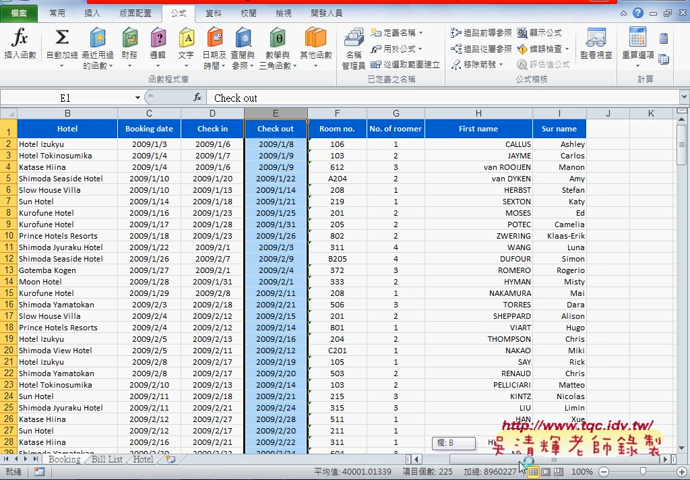 檔案 常用 插入 版面配置 公式 資料 校閱 檢視 開發人員
插入函數 自動加總 最近用過的函數 財務 邏輯 文字 日期及時間 查閱與參照 數學與三角函數 其他函數 名稱管理員 定義名稱 用於公式 從選取範圍建立 追蹤前導參照 追蹤從屬參照 移除箭號 顯示公式 錯誤檢查 評估值公式 監看視窗 重算選項
函數程式庫 已定義之名稱 公式稽核 計算
E1 fx Check out
B C D E F G H I J K
1 Hotel Booking date Check in Check out Room no. No. of roomer First name Sur name
2 Hotel Izukyu 2009/1/3 2009/1/6 2009/1/8 106 1 CALLUS Ashley
3 Hotel Tokinosumika 2009/1/4 2009/1/7 2009/1/9 103 2 JAYME Carlos
4 Katase Hiina 2009/1/4 2009/1/6 2009/1/9 612 3 van ROOIJEN Manon
5 Shimoda Seaside Hotel 2009/1/10 2009/1/20 2009/1/22 A204 2 van DYKEN Amy
6 Slow House Villa 2009/1/10 2009/1/13 2009/1/14 208 1 HERBST Stefan
7 Sun Hotel 2009/1/14 2009/1/18 2009/1/21 219 1 SEXTON Katy
8 Kurofune Hotel 2009/1/16 2009/1/23 2009/1/25 201 2 MOSES Ed
9 Kurofune Hotel 2009/1/17 2009/1/29 2009/1/31 205 2 POTEC Camelia
10 Prince Hotels Resorts 2009/1/18 2009/1/23 2009/1/26 802 2 ZWERING Klaas-Erik
11 Shimoda Jyuraku Hotel 2009/1/22 2009/2/1 2009/2/3 311 4 WANG Luna
12 Shimoda Seaside Hotel 2009/1/26 2009/2/7 2009/2/9 B205 4 DUFOUR Simon
13 Gotemba Kogen 2009/1/27 2009/2/1 2009/2/4 372 3 ROMERO Rogerio
14 Moon Hotel 2009/1/28 2009/1/31 2009/2/1 333 2 HYMAN Misty
15 Kurofune Hotel 2009/1/29 2009/2/8 2009/2/11 208 1 NAKAMURA Mai
16 Shimoda Yamatokan 2009/2/3 2009/2/18 2009/2/21 506 3 TORRES Dara
17 Slow House Villa 2009/2/4 2009/2/12 2009/2/15 201 2 SHEPPARD Alison
18 Prince Hotels Resorts 2009/2/4 2009/2/12 2009/2/14 801 1 VIART Hugo
19 Hotel Izukyu 2009/2/5 2009/2/13 2009/2/16 103 2 THOMPSON Chris
20 Shimoda View Hotel 2009/2/5 2009/2/10 2009/2/12 C201 1 NAKAO Miki
21 Hotel Izukyu 2009/2/7 2009/2/18 2009/2/19 105 1 SAY Rick
22 Shimoda Yamatokan 2009/2/8 2009/2/20 2009/2/22 503 2 RENAUD Chris
23 Hotel Tokinosumika 2009/2/10 2009/2/13 2009/2/14 103 2 PELLICIARI Matteo
24 Sun Hotel 2009/2/11 2009/2/21 2009/2/24 215 3 KINTZ Nicolas
25 Shimoda Jyuraku Hotel 2009/2/11 2009/2/21 2009/2/24 315 3 LIU Limin
26 Katase Hiina 2009/2/12 2009/2/26 2009/2/28 511 1 HAN Xue
27 Sun Hotel 2009/2/12 2009/2/13 2009/2/14 211 1
28 Katase Hiina 2009/2/14 2009/2/21 2009/2/22 311 1
29
http://www.tqc.idv.tw/
吳清輝老師錄製
欄: B
Booking Bill List Hotel
就緒 平均值: 40001.01339 項目個數: 225 加總: 8960227 100%